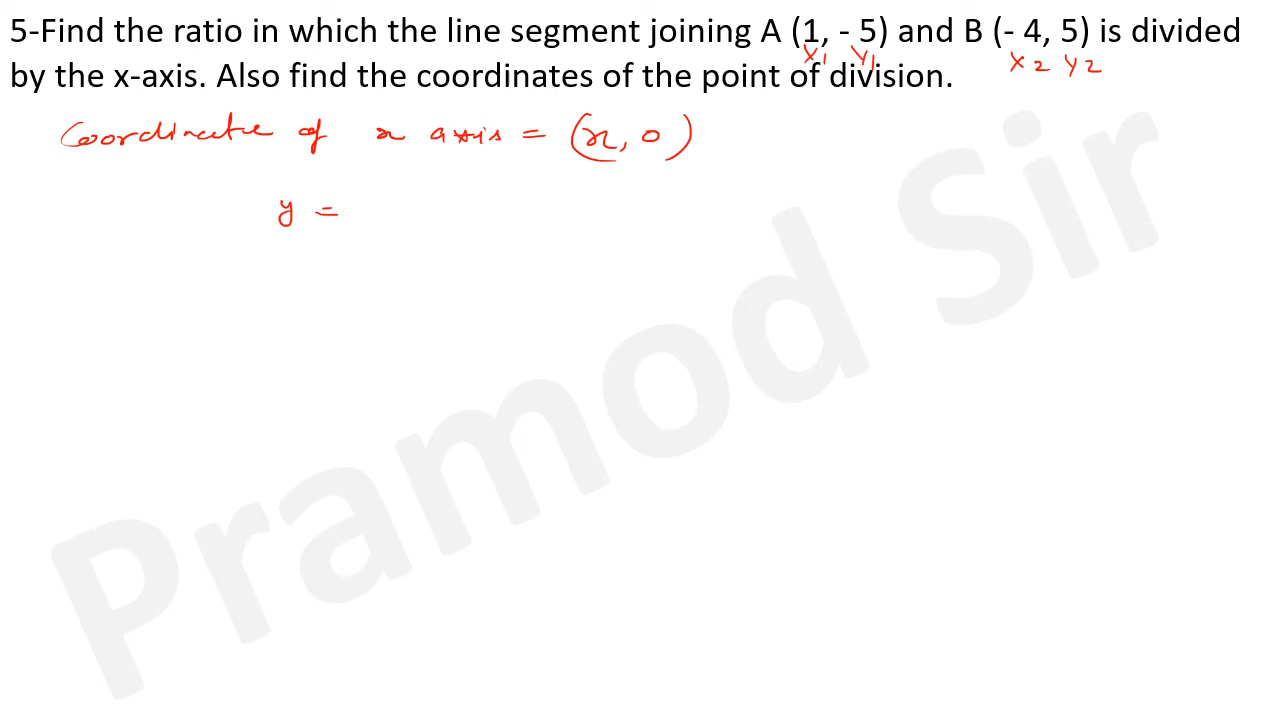 5-Find the ratio in which the line segment joining A (1, - 5) and B (- 4, 5) is divided
x1 y1 x2 y2
by the x-axis. Also find the coordinates of the point of division.
Coordinate of x axis = (x, 0)
y =
Pramod Sir